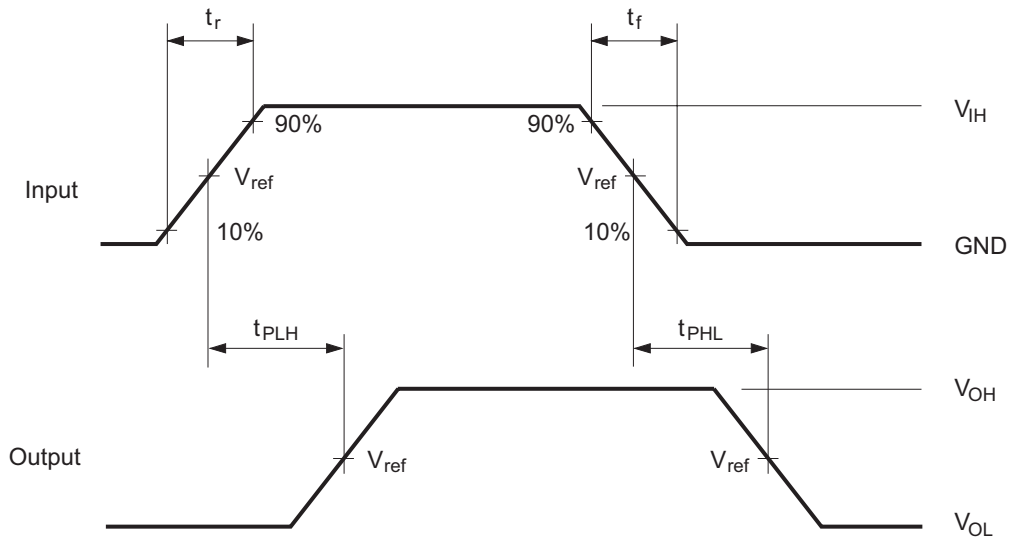 tr tf
VIH
90% 90%
Vref Vref
Input
10% 10%
GND
tPLH tPHL
VOH
Output Vref Vref
VOL